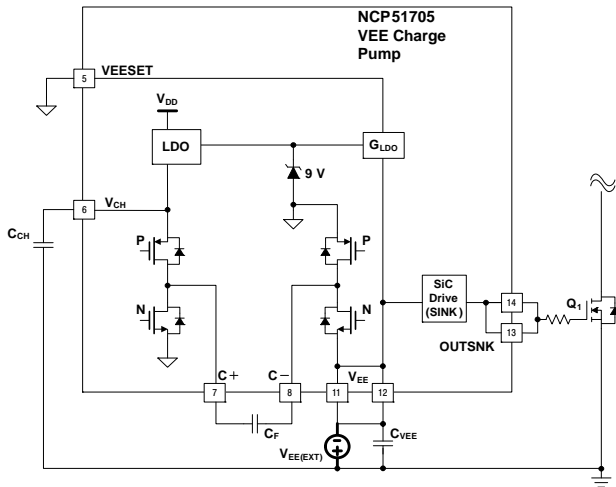 NCP51705
VEE Charge
Pump
5
VEESET
VDD
LDO
GLDO
9 V
6
VCH
CCH
P
P
N
N
SiC
Drive
(SINK)
14
13
Q1
OUTSNK
C+
C−
VEE
7
8
11
12
CF
CVEE
VEE(EXT)